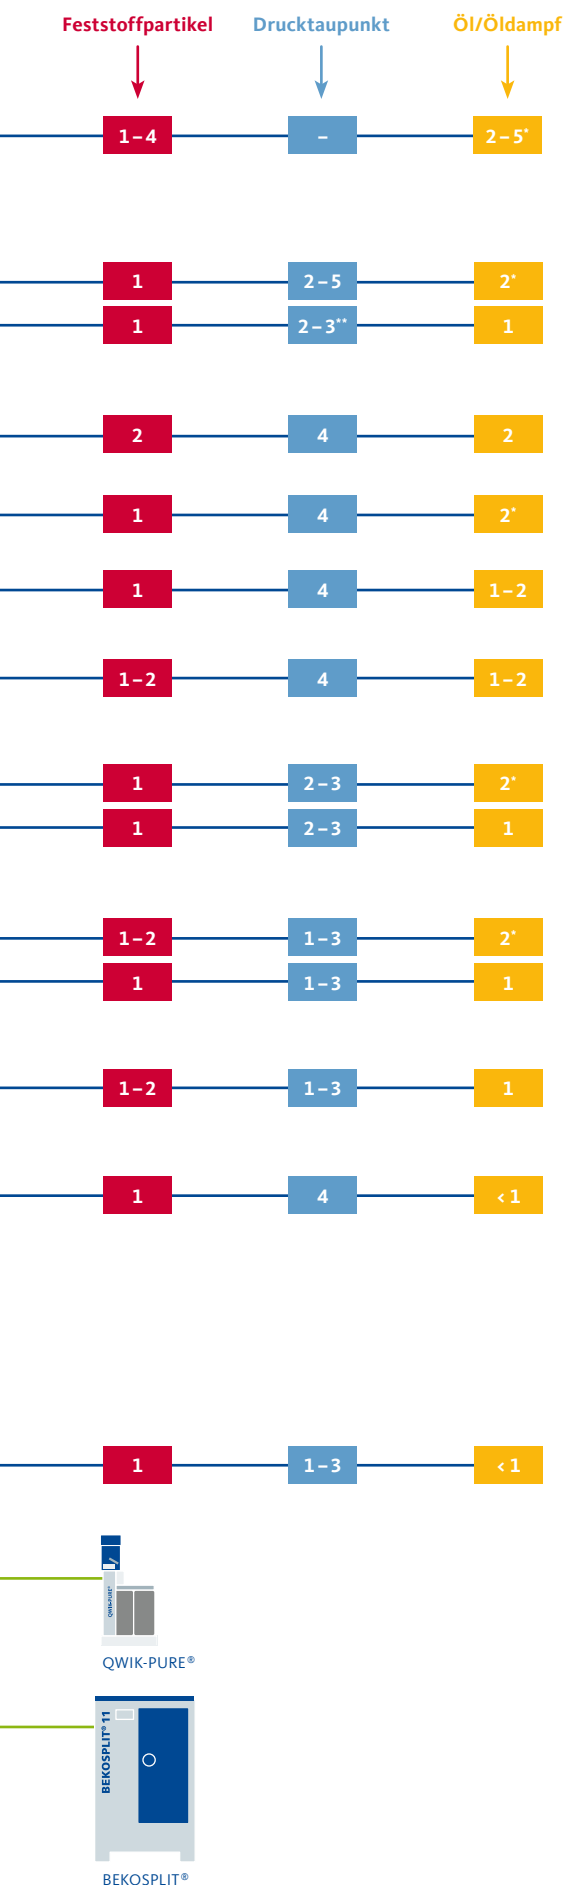 Feststoffpartikel Drucktaupunkt Öl/Öldampf
1–4 – 2–5*
1 2–5 2*
1 2–3** 1
2 4 2
1 4 2*
1 4 1–2
1–2 4 1–2
1 2–3 2*
1 2–3 1
1–2 1–3 2*
1 1–3 1
1–2 1–3 1
1 4 <1
1 1–3 <1
QWIK-PURE®
QWIK-PURE®
BEKOSPLIT® 11
BEKOSPLIT®